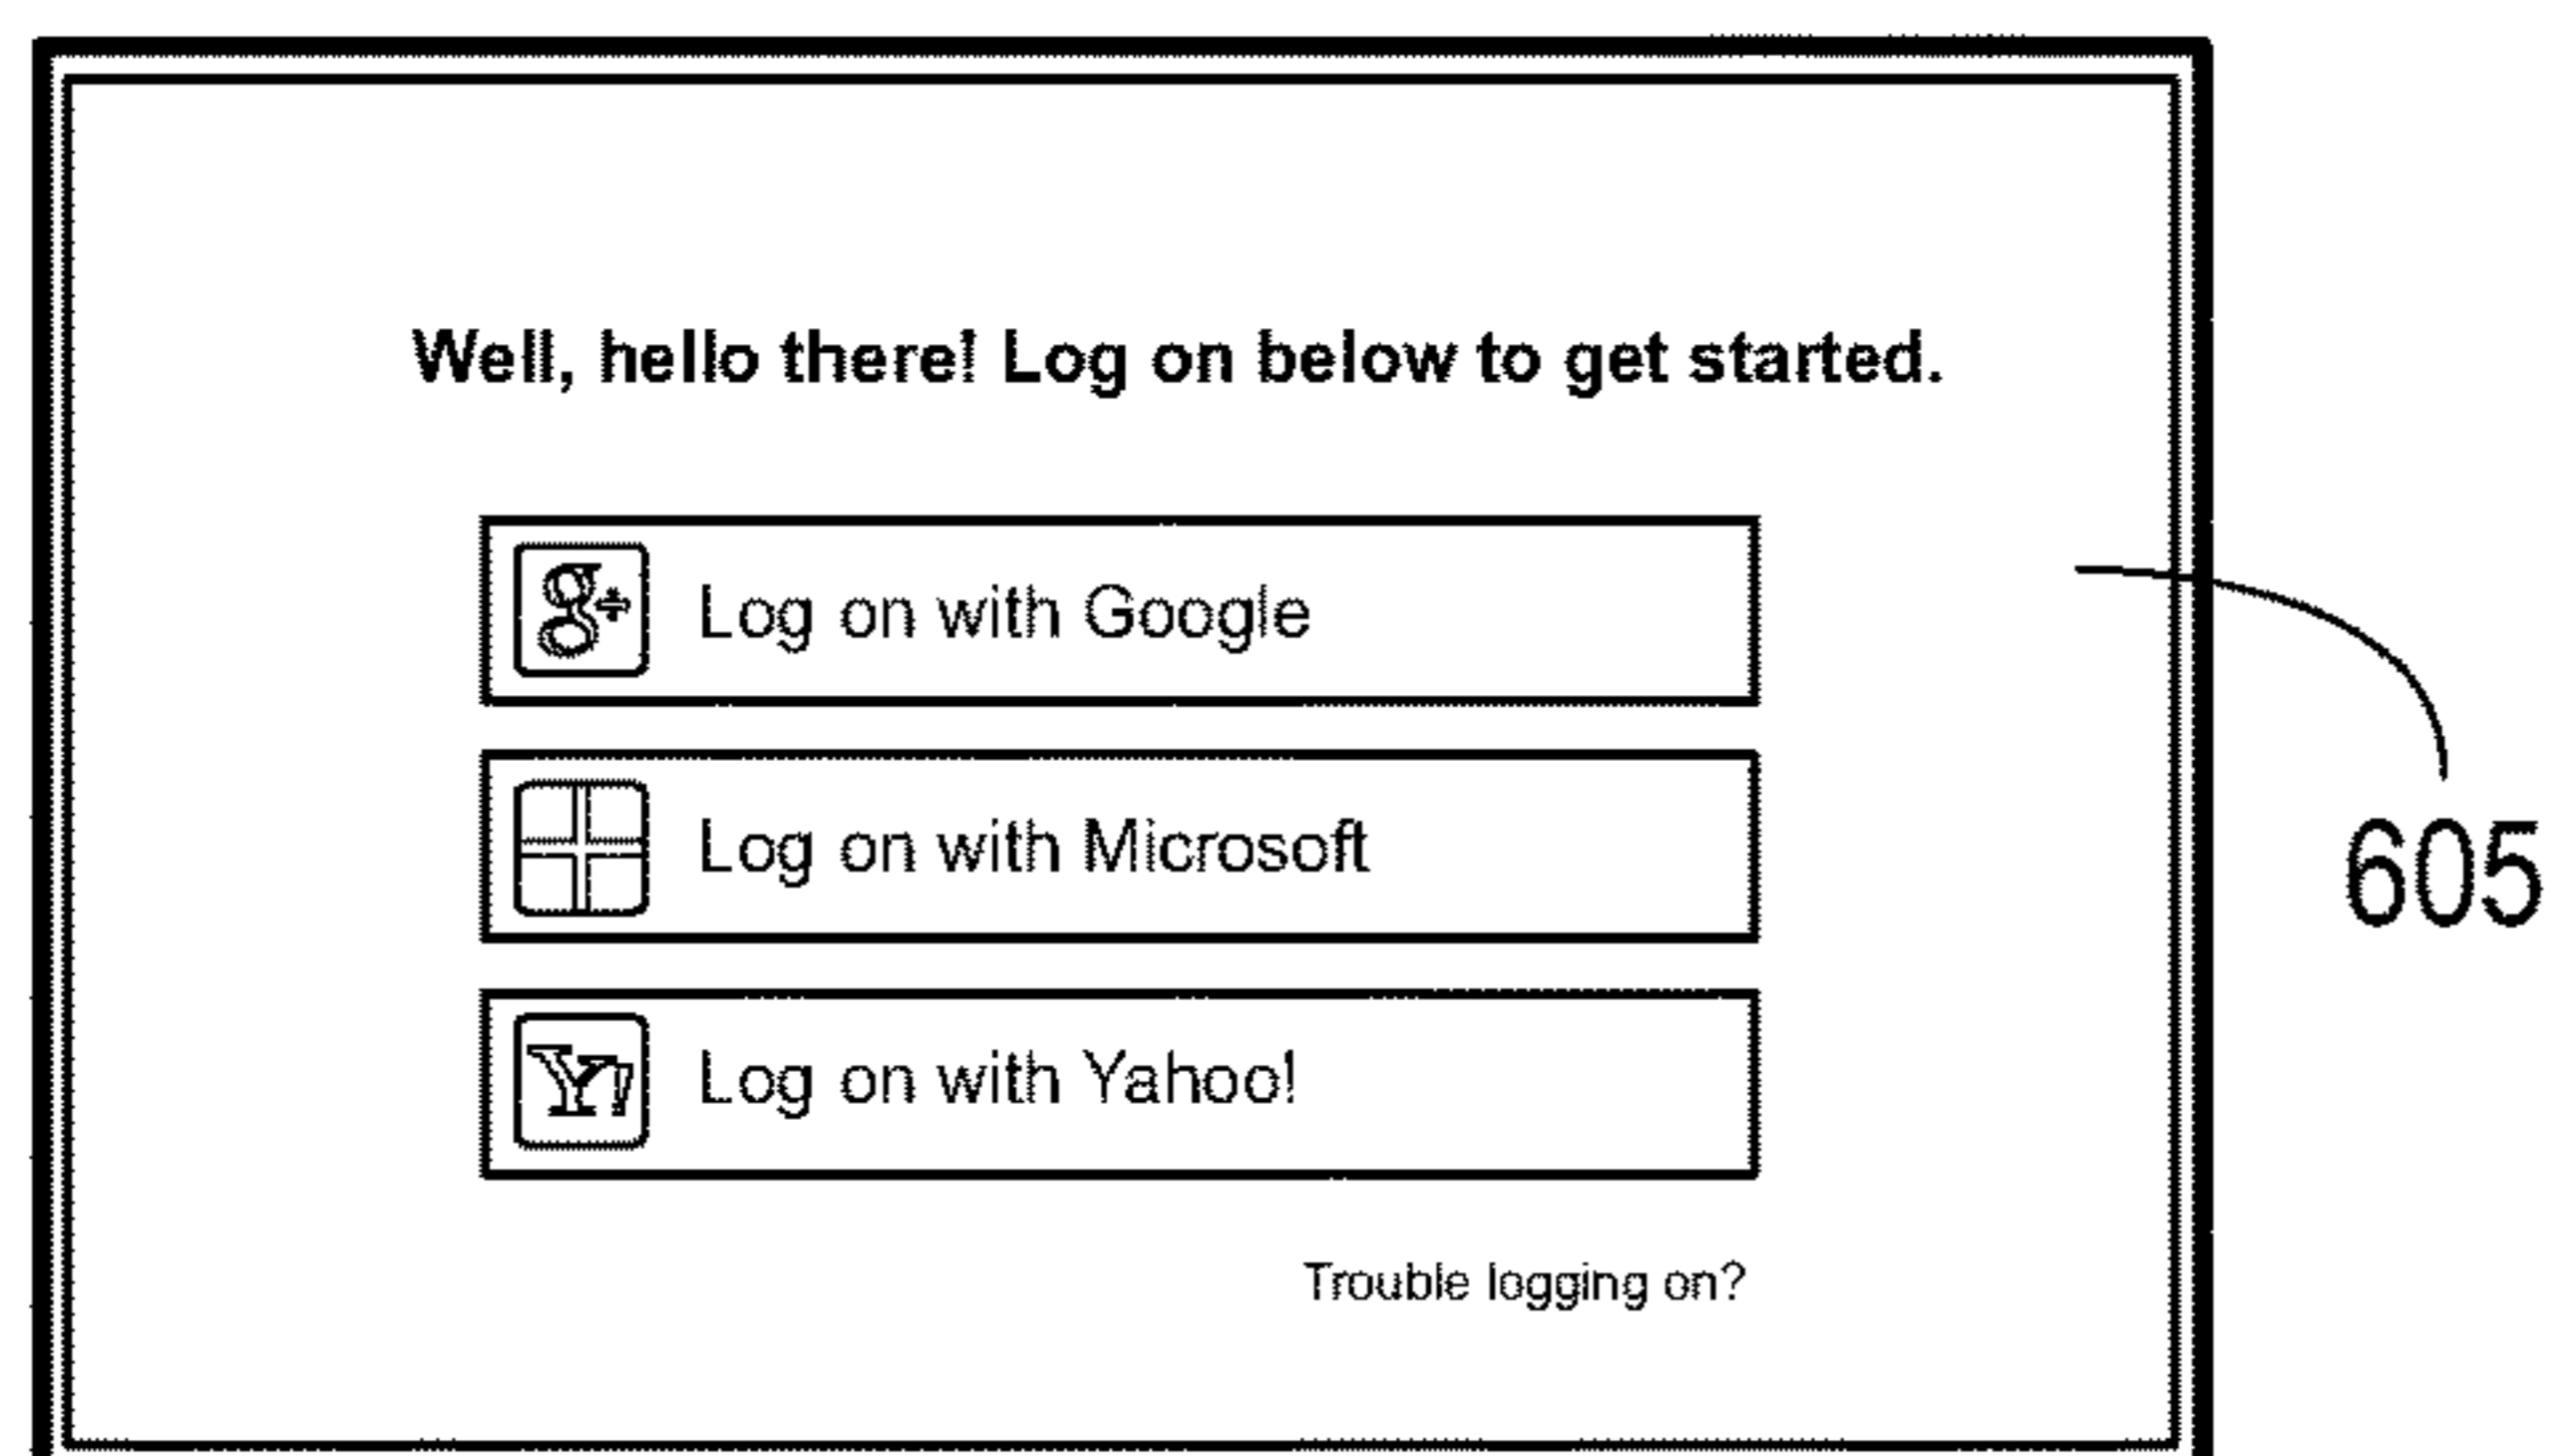 Well, hello there! Log on below to get started.
g+ Log on with Google
Log on with Microsoft
Y! Log on with Yahoo!
605
Trouble logging on?